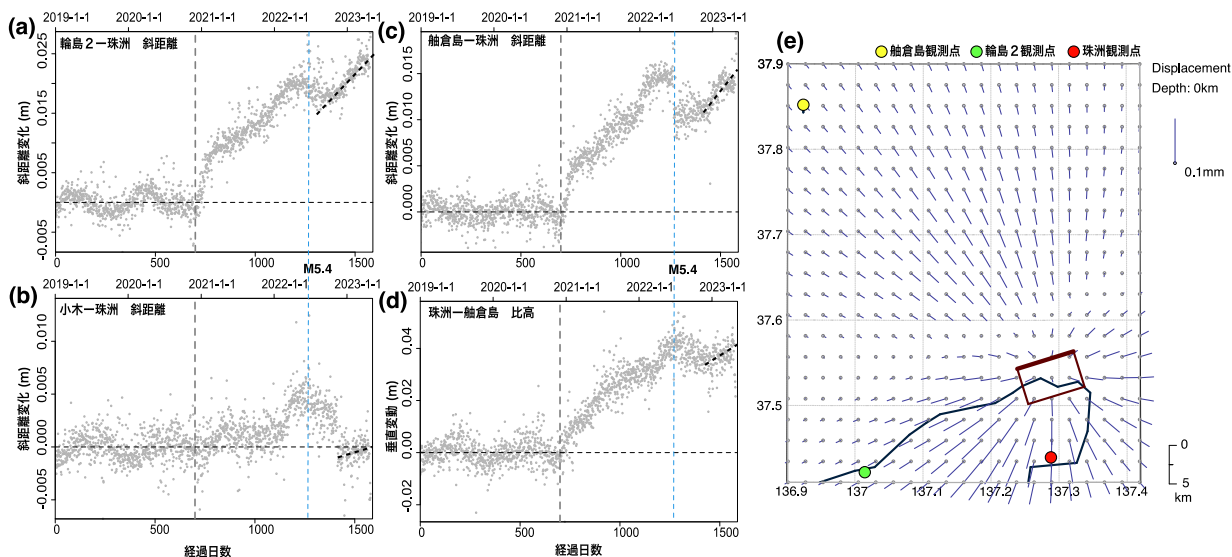 2019-1-1 2020-1-1 2021-1-1 2022-1-1 2023-1-1
(a)
輪島２ー珠洲 斜距離
斜距離変化 (m)
0.025
0.015
0.005
-0.005
0 500 1000 1500
M5.4
2019-1-1 2020-1-1 2021-1-1 2022-1-1 2023-1-1
(b)
小木ー珠洲 斜距離
斜距離変化 (m)
0.010
0.005
0.000
-0.005
0 500 1000 1500
経過日数
2019-1-1 2020-1-1 2021-1-1 2022-1-1 2023-1-1
(c)
舳倉島ー珠洲 斜距離
斜距離変化 (m)
0.015
0.010
0.005
0.000
0 500 1000 1500
M5.4
2019-1-1 2020-1-1 2021-1-1 2022-1-1 2023-1-1
(d)
珠洲ー舳倉島 比高
垂直変動 (m)
0.04
0.02
-0.00
-0.02
0 500 1000 1500
経過日数
(e)
舳倉島観測点 輪島２観測点 珠洲観測点
37.9
37.8
37.7
37.6
37.5
136.9 137 137.1 137.2 137.3 137.4
Displacement
Depth: 0km
0.1mm
0
5
km